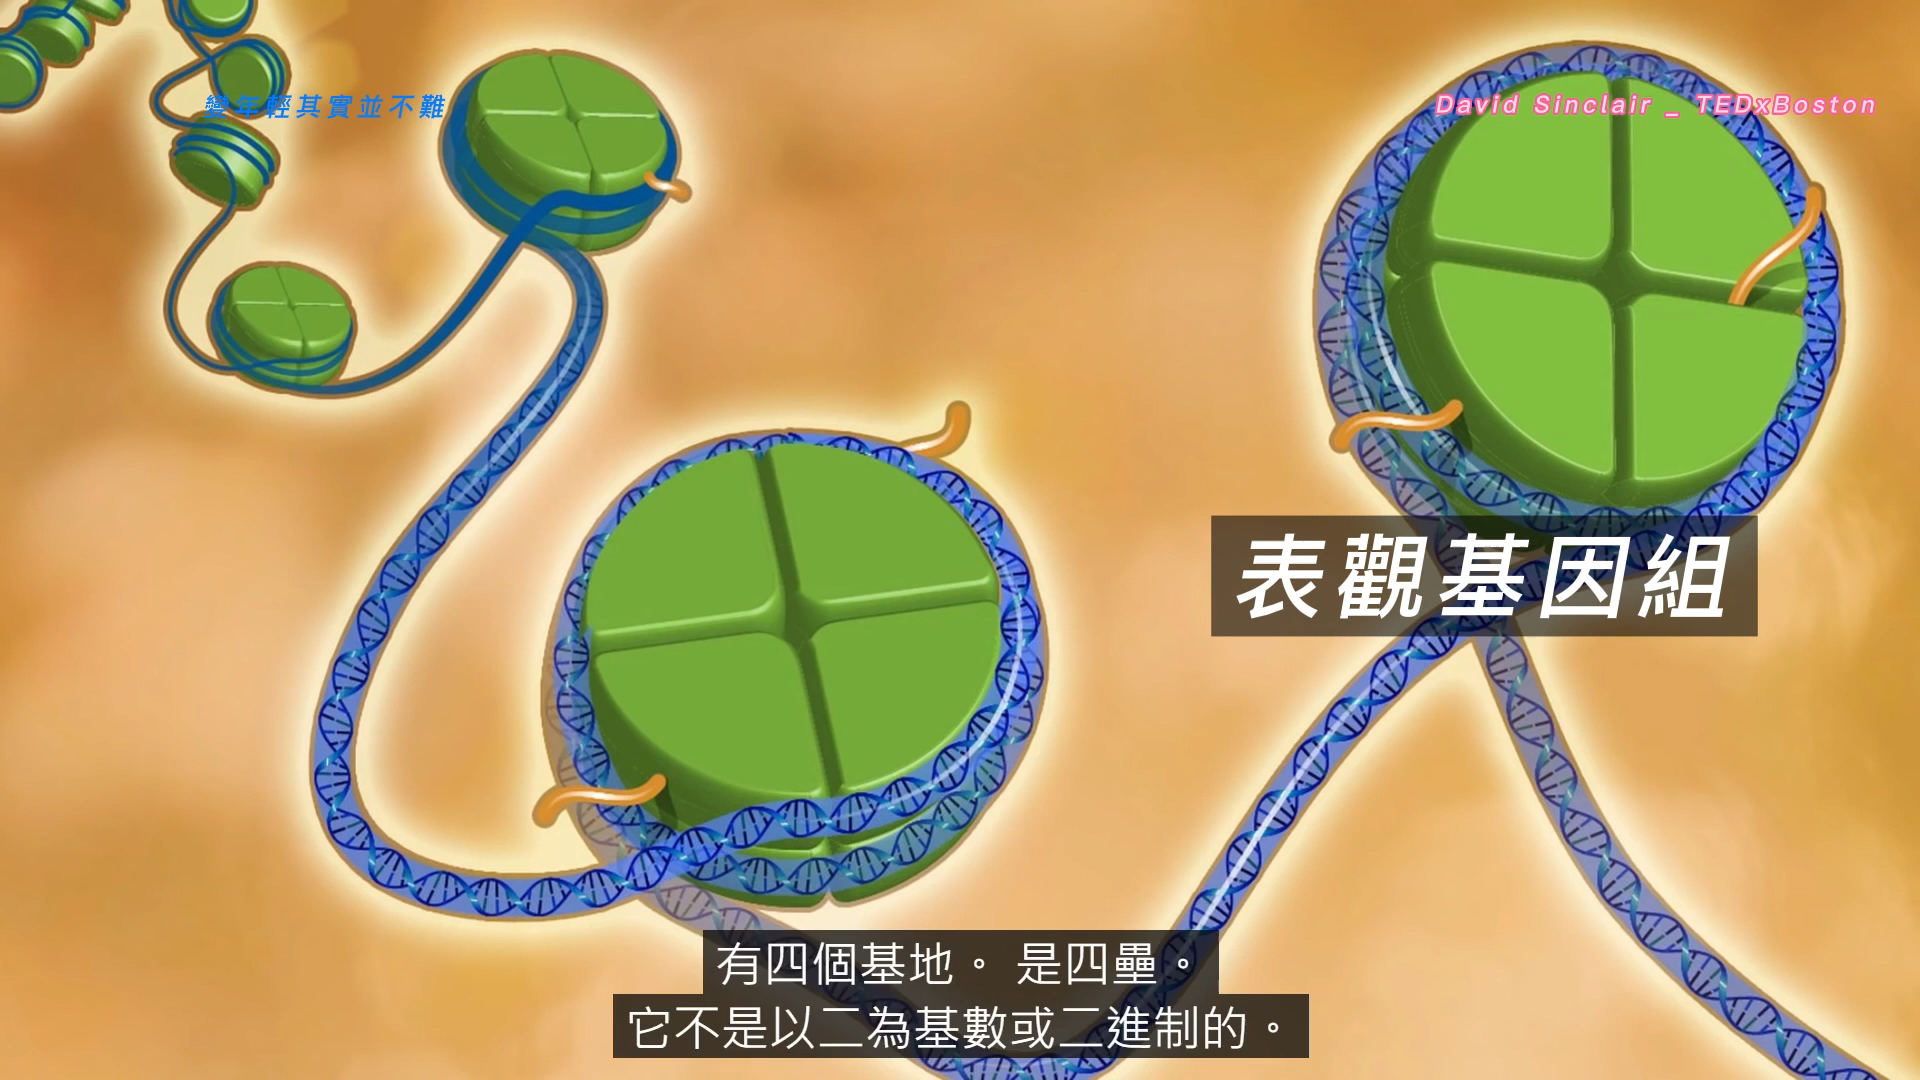 變年輕其實並不難
David Sinclair _ TEDxBoston
表觀基因組
有四個基地。 是四壘。
它不是以二為基數或二進制的。